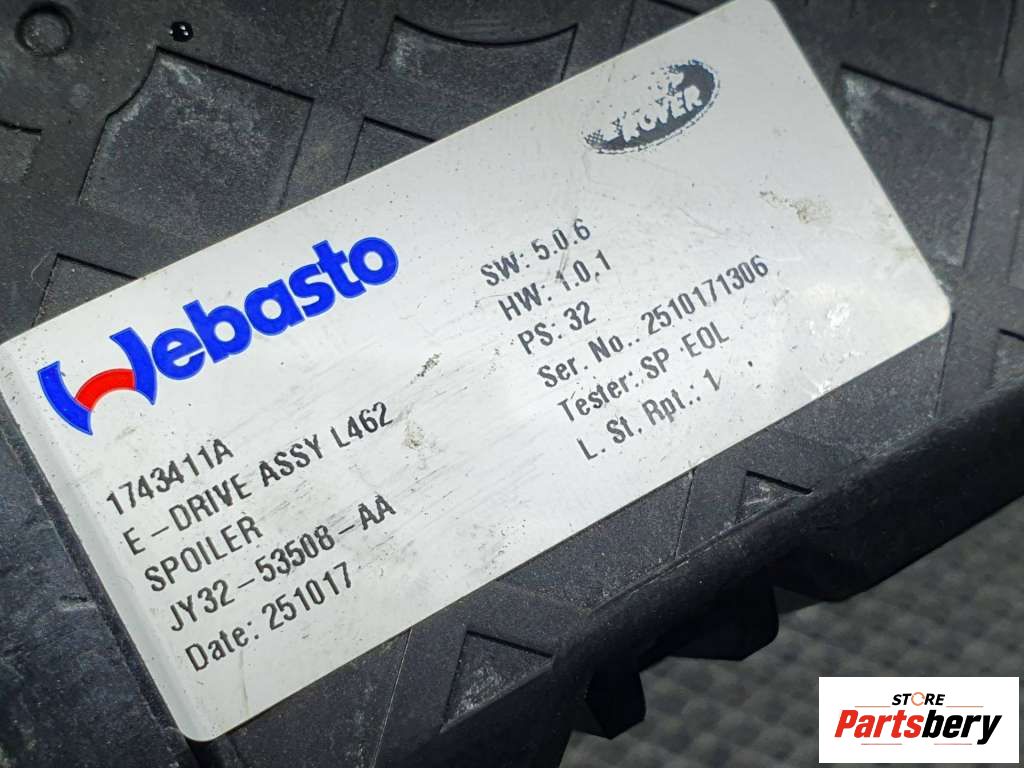 ROVER
Webasto
1743411A
E-DRIVE ASSY L462
SPOILER
JY32-53508-AA
Date: 251017
SW: 5.0.6
HW: 1.0.1
PS: 32
Ser. No.. 2510171306
Tester: SP EOL
L. St. Rpt.: 1
STORE
Partsbery